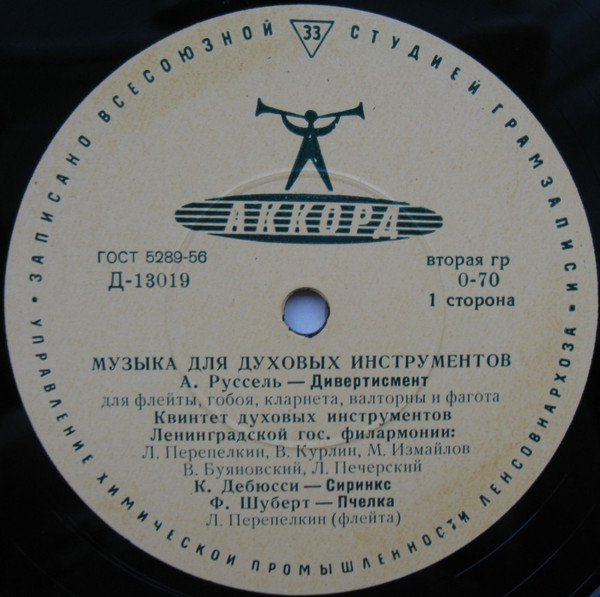 ЗАПИСАНО ВСЕСОЮЗНОЙ
33
СТУДИЕЙ ГРАМЗАПИСИ
АККОРД
ГОСТ 5289-56
Д-13019
вторая гр
0-70
1 сторона
МУЗЫКА ДЛЯ ДУХОВЫХ ИНСТРУМЕНТОВ
А. Руссель — Дивертисмент
для флейты, гобоя, кларнета, валторны и фагота
Квинтет духовых инструментов
Ленинградской гос. филармонии:
Л. Перепелкин, В. Курлин, М. Измайлов
В. Буяновский, Л. Печерский
К. Дебюсси — Сиринкс
Ф. Шуберт — Пчелка
Л. Перепелкин (флейта)
• УПРАВЛЕНИЕ ХИМИЧЕСКОЙ ПРОМЫШЛЕННОСТИ ЛЕНСОВНАРХОЗА •